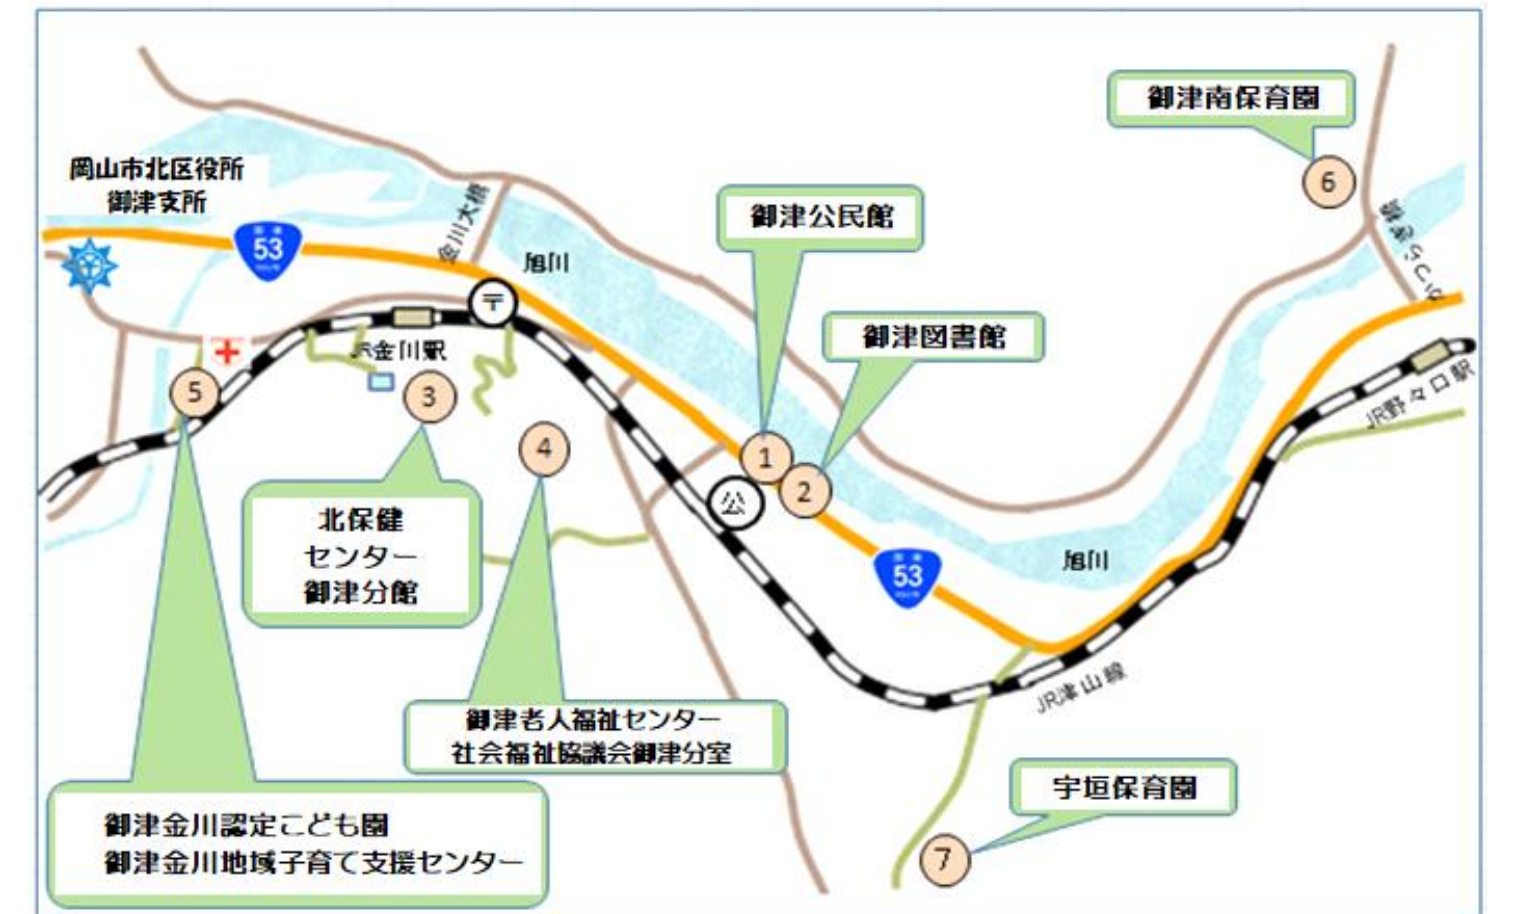 御津南保育園
6
岡山市北区役所
御津支所
53
金川大橋
旭川
御津公民館
御津図書館
〒
JR金川駅
5
3
4
1
2
公
JR野々口駅
北保健
センター
御津分館
53
旭川
JR津山線
御津老人福祉センター
社会福祉協議会御津分室
宇垣保育園
7
御津金川認定こども園
御津金川地域子育て支援センター